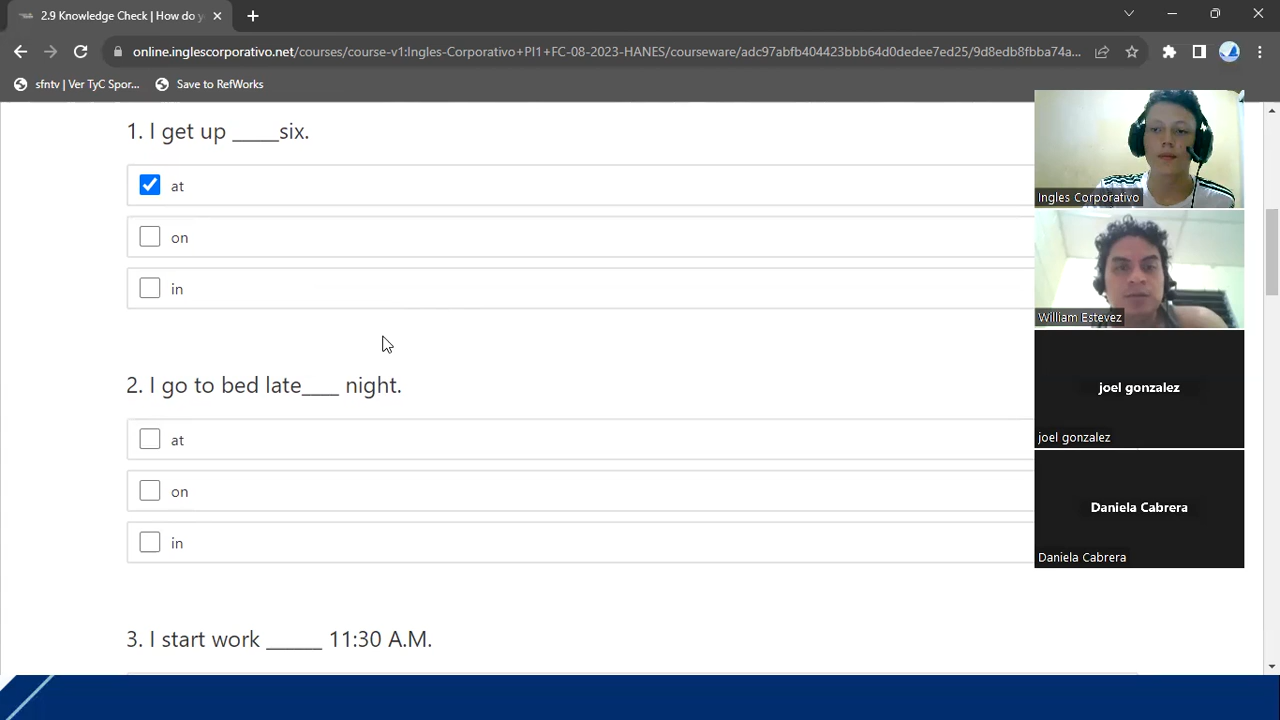 2.9 Knowledge Check | How do y
online.inglescorporativo.net/courses/course-v1:Ingles-Corporativo+PI1+FC-08-2023-HANES/courseware/adc97abfb404423bbb64d0dedee7ed25/9d8edb8fbba74a...
sfntv | Ver TyC Spor...
Save to RefWorks
1. I get up _____six.
at
on
in
2. I go to bed late____ night.
at
on
in
3. I start work ______ 11:30 A.M.
Ingles Corporativo
William Estevez
joel gonzalez
joel gonzalez
Daniela Cabrera
Daniela Cabrera